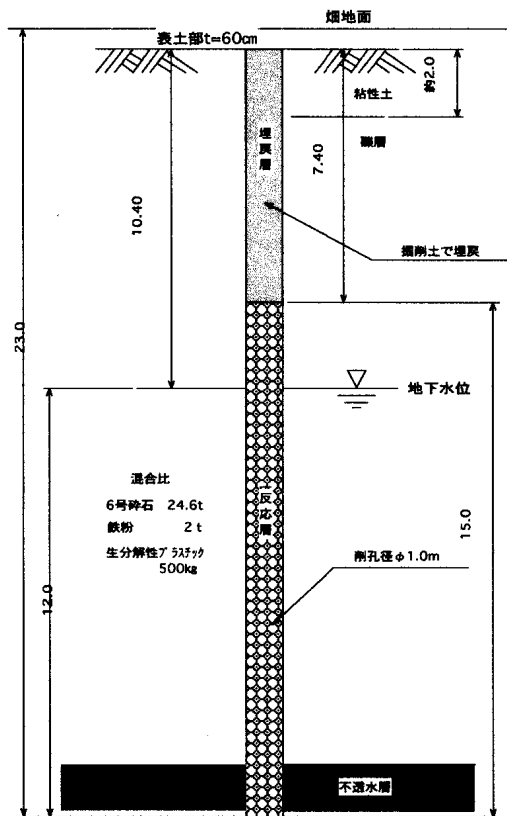 畑地面
表土部t=60cm
粘性土
約2.0
礫層
埋戻層
7.40
10.40
掘削土で埋戻
23.0
地下水位
混合比
6号砕石 24.6t
鉄粉 2t
生分解性プラスチック
500kg
反応層
15.0
削孔径φ1.0m
12.0
不透水層